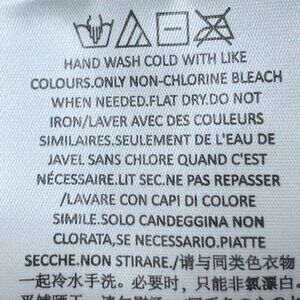 HAND WASH COLD WITH LIKE
COLOURS.ONLY NON-CHLORINE BLEACH
WHEN NEEDED.FLAT DRY.DO NOT
IRON/LAVER AVEC DES COULEURS
SIMILAIRES.SEULEMENT DE L'EAU DE
JAVEL SANS CHLORE QUAND C'EST
NÉCESSAIRE.LIT SEC.NE PAS REPASSER
/LAVARE CON CAPI DI COLORE
SIMILE.SOLO CANDEGGINA NON
CLORATA,SE NECESSARIO.PIATTE
SECCHE.NON STIRARE./请与同类色衣物
一起冷水手洗。必要时,只能非氯漂白。